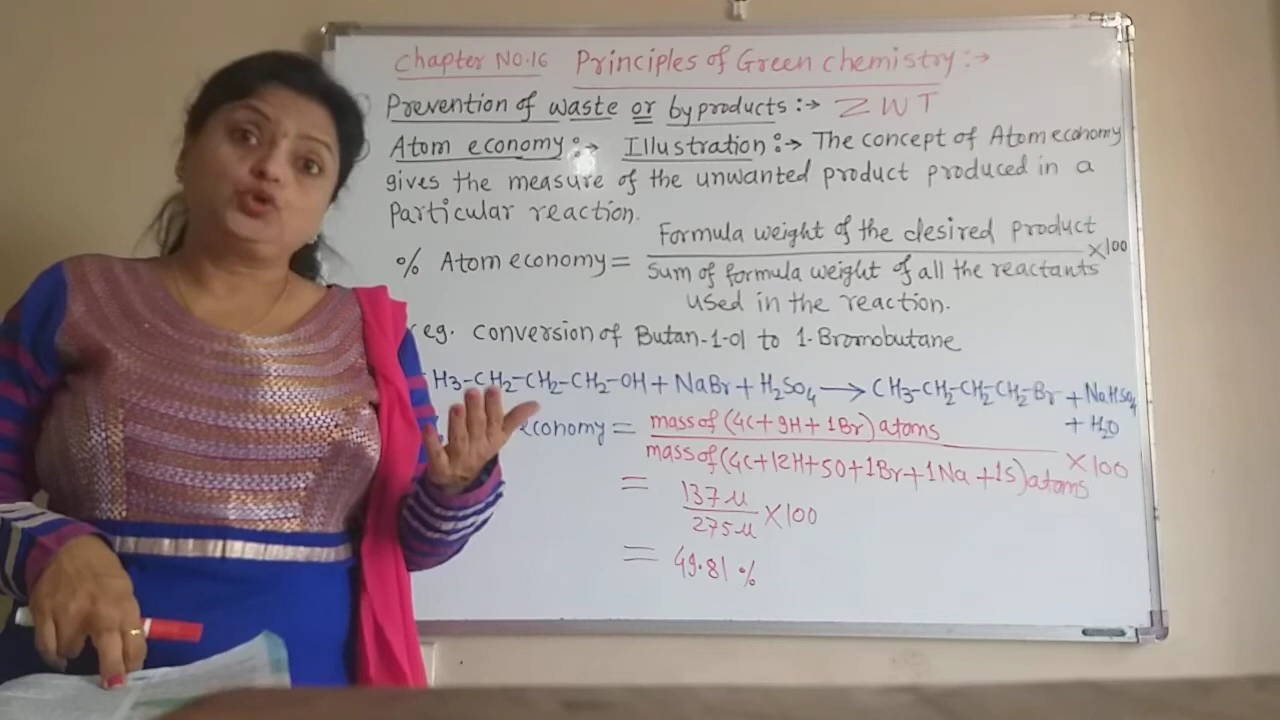 Chapter NO.16 Principles of Green chemistry:→
Prevention of waste or byproducts:→ ZWT
Atom economy:→ Illustration:→ The concept of Atomeconomy
gives the measure of the unwanted product produced in a
Particular reaction.
% Atom economy = Formula weight of the desired product
Sum of formula weight of all the reactants ×100
used in the reaction.
eg. conversion of Butan-1-ol to 1-Bromobutane
H3-CH2-CH2-CH2-OH + NaBr + H2SO4 → CH3-CH2-CH2-CH2Br + NaHSO4
+ H2O
economy = mass of (4C+9H+1Br) atoms
mass of (4C+12H+5O+1Br+1Na+1S) atoms ×100
= 137u
275u ×100
= 49.81 %